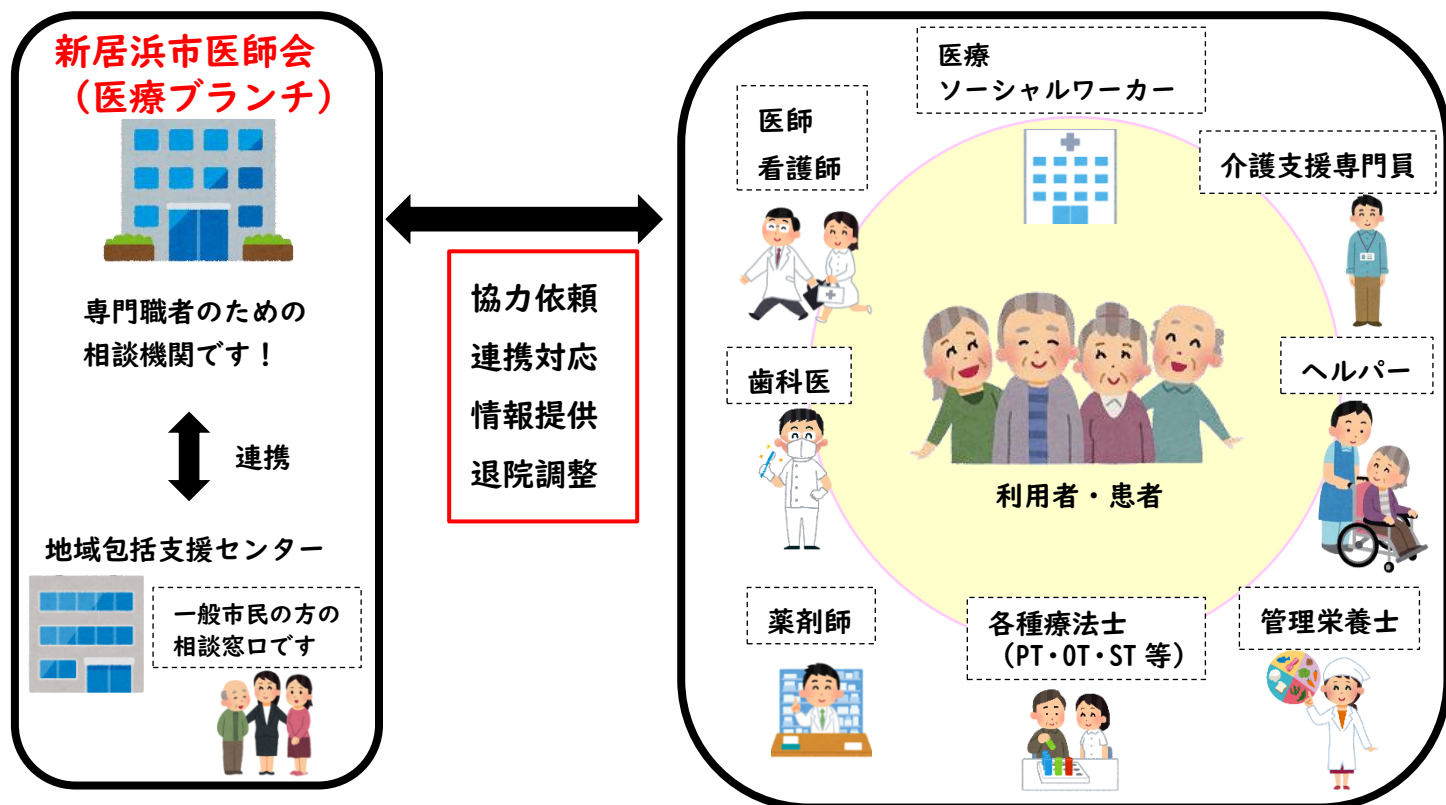 新居浜市医師会
（医療ブランチ）
専門職者のための
相談機関です！
連携
地域包括支援センター
一般市民の方の
相談窓口です
協力依頼
連携対応
情報提供
退院調整
医療
ソーシャルワーカー
医師
看護師
介護支援専門員
歯科医
ヘルパー
利用者・患者
薬剤師
各種療法士
（PT・OT・ST 等）
管理栄養士